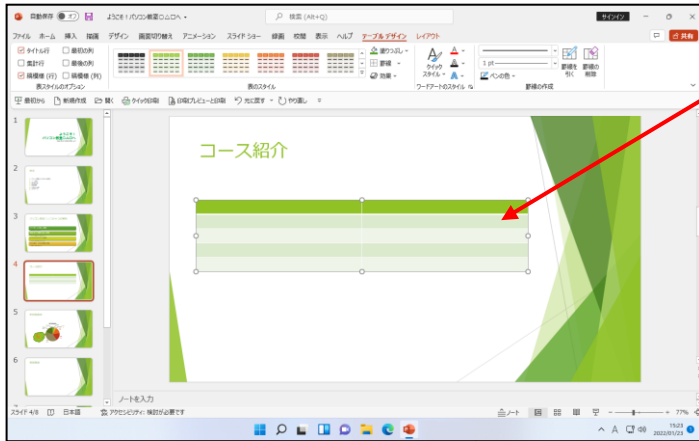 自動保存 オフ ようこそ！パソコン教室○△□へ 検索 (Alt+Q) サインイン
ファイル ホーム 挿入 描画 デザイン 画面切り替え アニメーション スライド ショー 録画 校閲 表示 ヘルプ テーブル デザイン レイアウト 共有
タイトル行 最初の列
集計行 最後の列
縞模様 (行) 縞模様 (列)
塗りつぶし
罫線
効果
クイック スタイル
1 pt
ペンの色
罫線を引く
罫線の削除
表スタイルのオプション 表のスタイル ワードアートのスタイル 罫線の作成
最初から 新規作成 開く クイック印刷 印刷プレビューと印刷 元に戻す やり直し
1
2
3
4
5
6
コース紹介
ノートを入力
スライド 4/8 日本語 アクセシビリティ: 検討が必要です ノート 77%
A 15:23
2022/01/23